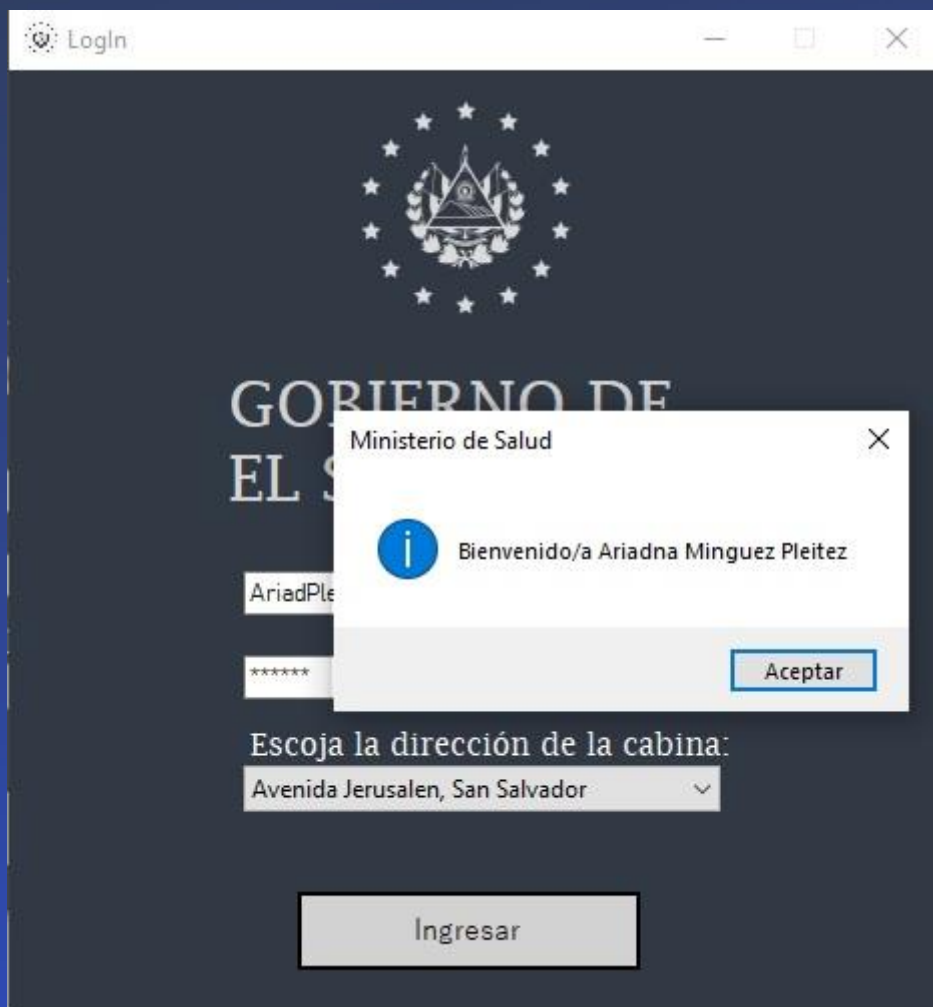 LogIn
GOBIERNO DE
EL S
Ministerio de Salud
Bienvenido/a Ariadna Minguez Pleitez
AriadPle
******
Aceptar
Escoja la dirección de la cabina:
Avenida Jerusalen, San Salvador
Ingresar